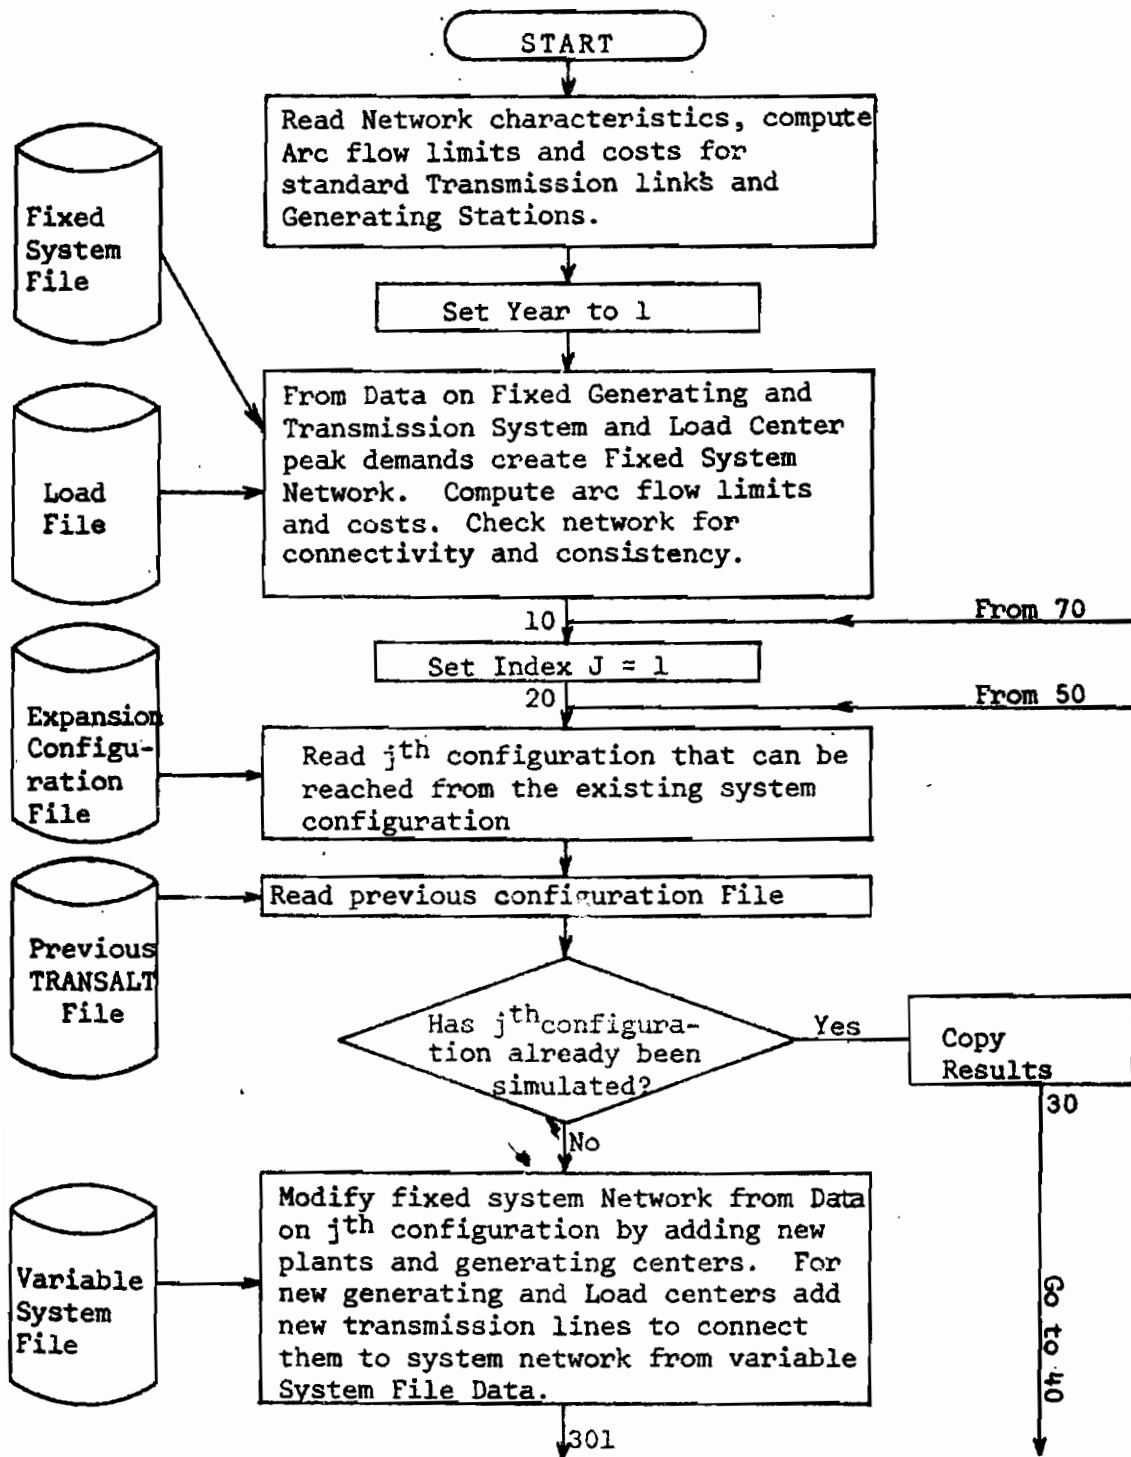 START
Read Network characteristics, compute
Arc flow limits and costs for
standard Transmission links and
Generating Stations.
Fixed
System
File
Set Year to 1
From Data on Fixed Generating and
Transmission System and Load Center
peak demands create Fixed System
Network. Compute arc flow limits
and costs. Check network for
connectivity and consistency.
Load
File
10
From 70
Set Index J = 1
20
From 50
Expansion
Configu-
ration
File
Read jth configuration that can be
reached from the existing system
configuration
Read previous configuration File
Previous
TRANSALT
File
Has jth configura-
tion already been
simulated?
Yes
Copy
Results
30
No
Modify fixed system Network from Data
on jth configuration by adding new
plants and generating centers. For
new generating and Load centers add
new transmission lines to connect
them to system network from variable
System File Data.
Variable
System
File
Go to 40
301